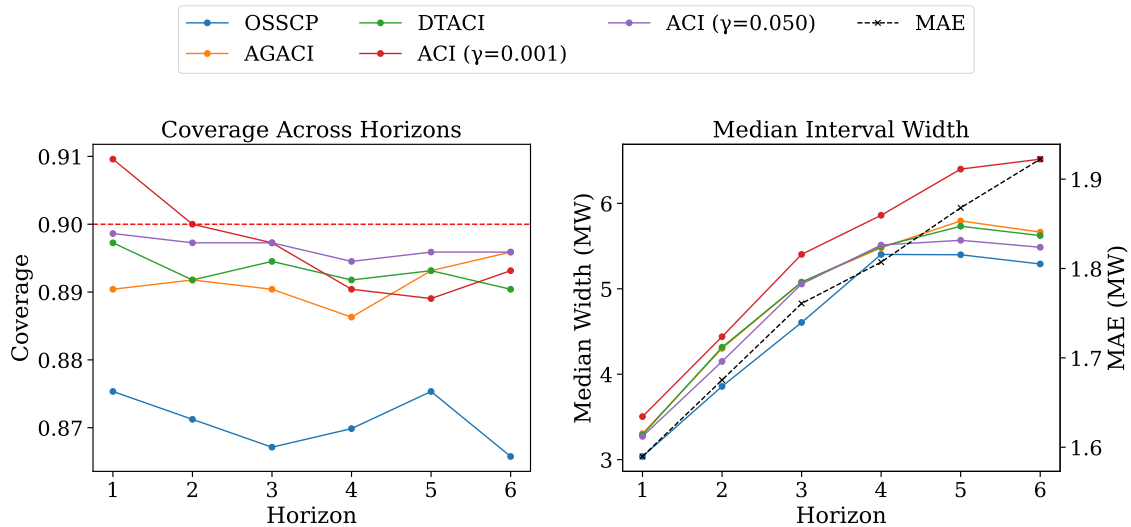 OSSCP
AGACI
DTACI
ACI (γ=0.001)
ACI (γ=0.050)
MAE
Coverage Across Horizons
Coverage
0.91
0.90
0.89
0.88
0.87
1 2 3 4 5 6
Horizon
Median Interval Width
Median Width (MW)
6
5
4
3
1 2 3 4 5 6
Horizon
1.9
1.8
1.7
1.6
MAE (MW)